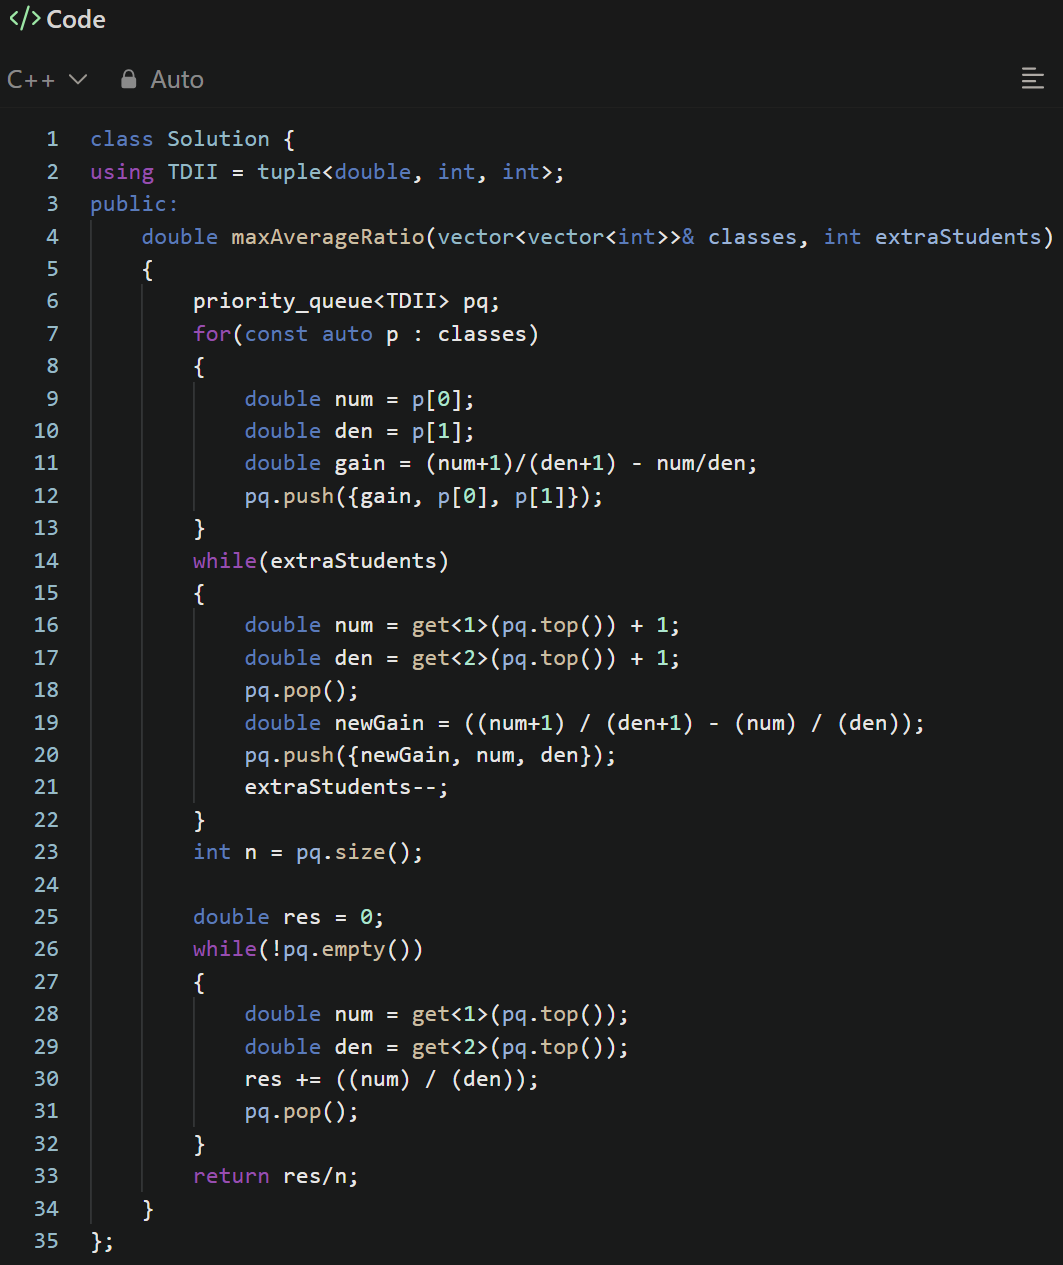 </> Code
C++ Auto
1 class Solution {
2 using TDII = tuple<double, int, int>;
3 public:
4     double maxAverageRatio(vector<vector<int>>& classes, int extraStudents)
5     {
6         priority_queue<TDII> pq;
7         for(const auto p : classes)
8         {
9             double num = p[0];
10             double den = p[1];
11             double gain = (num+1)/(den+1) - num/den;
12             pq.push({gain, p[0], p[1]});
13         }
14         while(extraStudents)
15         {
16             double num = get<1>(pq.top()) + 1;
17             double den = get<2>(pq.top()) + 1;
18             pq.pop();
19             double newGain = ((num+1) / (den+1) - (num) / (den));
20             pq.push({newGain, num, den});
21             extraStudents--;
22         }
23         int n = pq.size();
24
25         double res = 0;
26         while(!pq.empty())
27         {
28             double num = get<1>(pq.top());
29             double den = get<2>(pq.top());
30             res += ((num) / (den));
31             pq.pop();
32         }
33         return res/n;
34     }
35 };